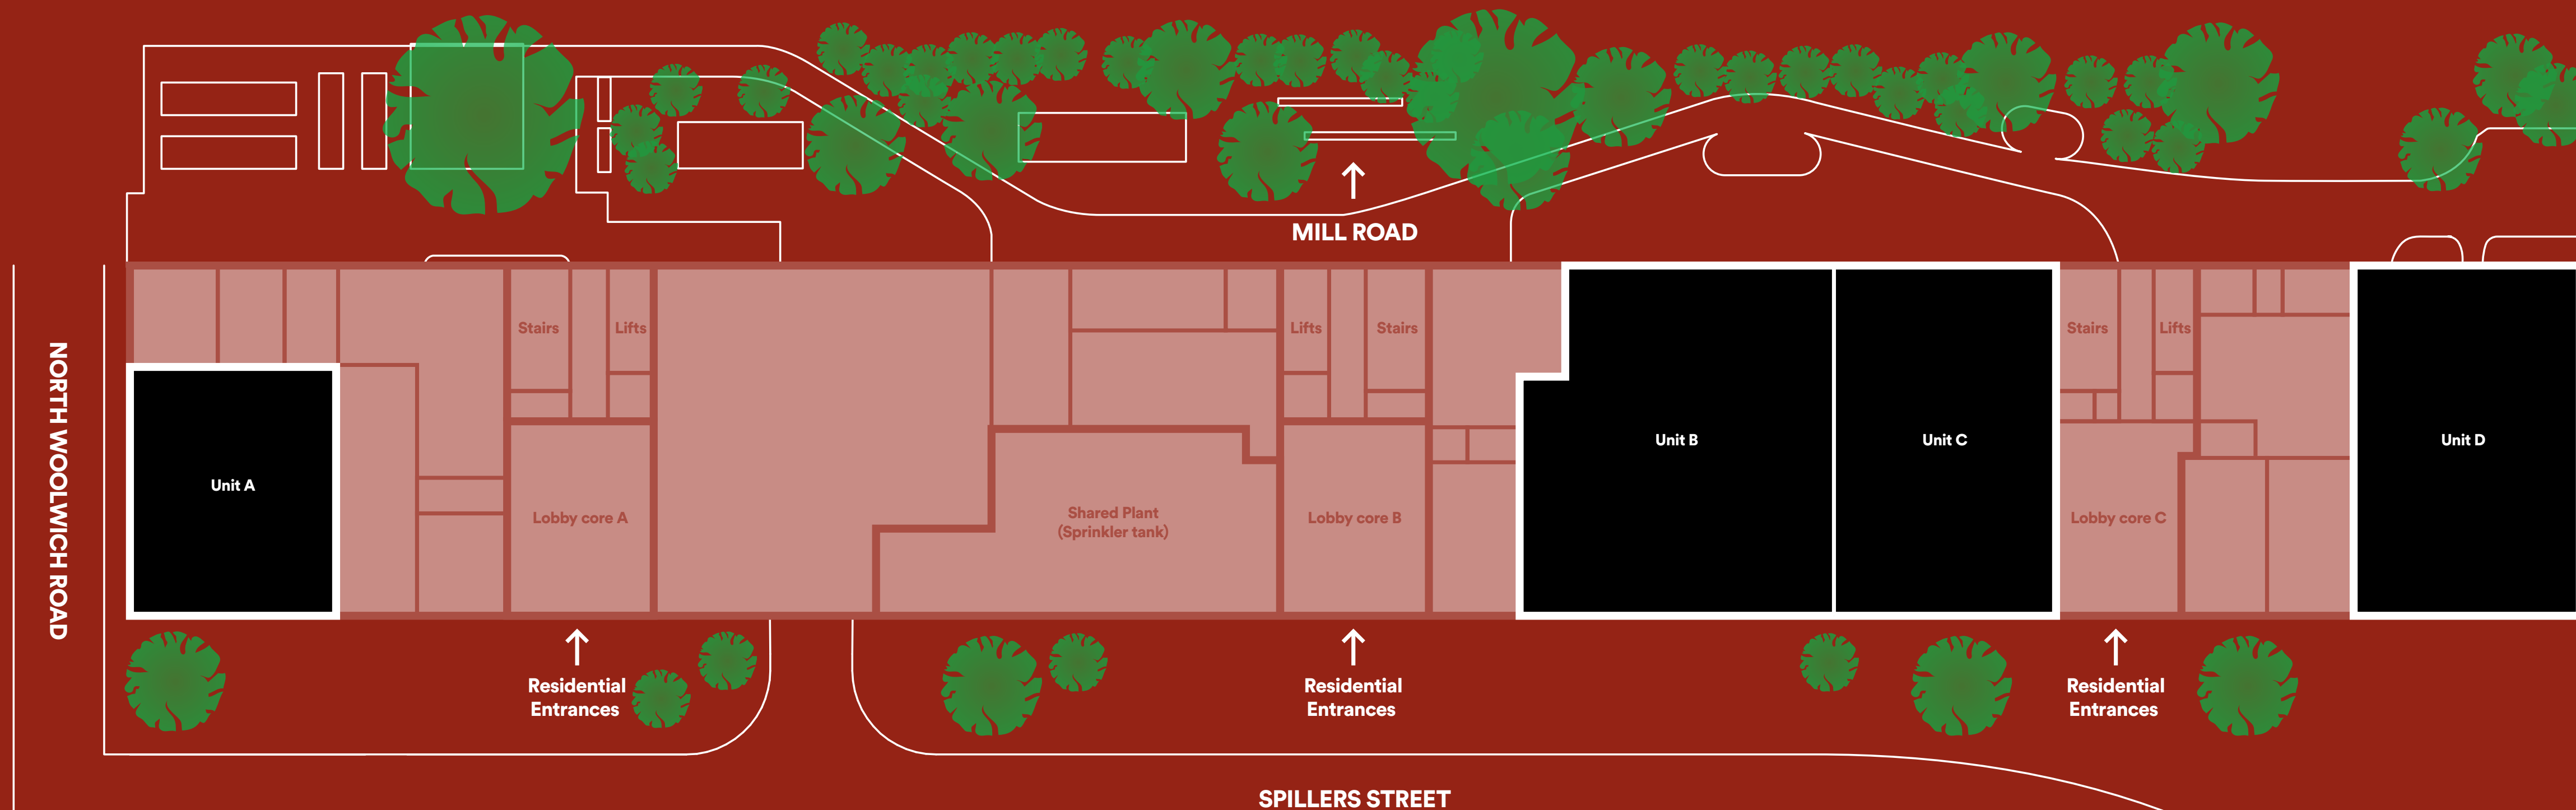 MILL ROAD
NORTH WOOLWICH ROAD
Stairs
Lifts
Lifts
Stairs
Stairs
Lifts
Unit A
Lobby core A
Shared Plant
(Sprinkler tank)
Lobby core B
Unit B
Unit C
Lobby core C
Unit D
Residential
Entrances
Residential
Entrances
Residential
Entrances
SPILLERS STREET